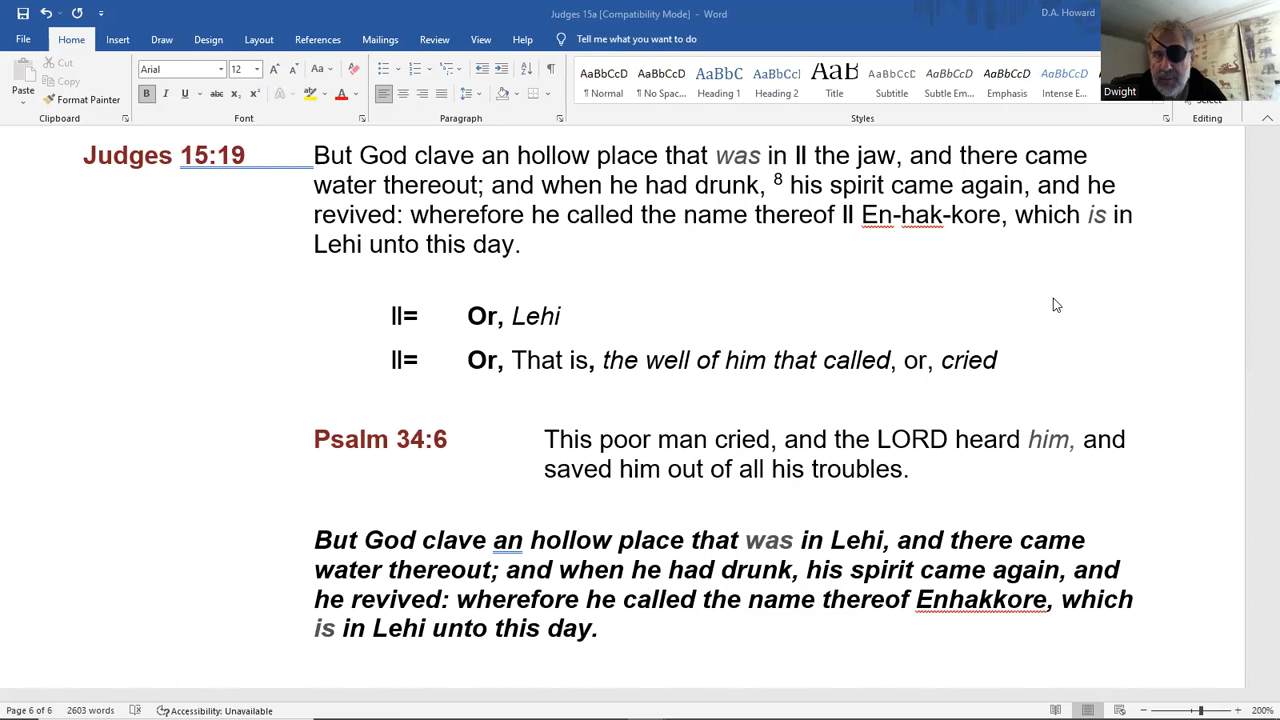 Judges 15a [Compatibility Mode] - Word
D.A. Howard
File Home Insert Draw Design Layout References Mailings Review View Help Tell me what you want to do
Paste
Cut
Copy
Format Painter
Clipboard
Arial 12
Aa
B I U abc x₂ x² A
Font
Paragraph
AaBbCcD AaBbCcD AaBbC AaBbCcI AaB AaBbCcD AaBbCcD AaBbCcD AaBbCcD
¶ Normal ¶ No Spac... Heading 1 Heading 2 Title Subtitle Subtle Em... Emphasis Intense E...
Styles
Select
Editing
Dwight
Judges 15:19 But God clave an hollow place that was in ǁ the jaw, and there came
water thereout; and when he had drunk, ⁸ his spirit came again, and he
revived: wherefore he called the name thereof ǁ En-hak-kore, which is in
Lehi unto this day.
ǁ= Or, Lehi
ǁ= Or, That is, the well of him that called, or, cried
Psalm 34:6 This poor man cried, and the LORD heard him, and
saved him out of all his troubles.
But God clave an hollow place that was in Lehi, and there came
water thereout; and when he had drunk, his spirit came again, and
he revived: wherefore he called the name thereof Enhakkore, which
is in Lehi unto this day.
Page 6 of 6 2603 words Accessibility: Unavailable 200%